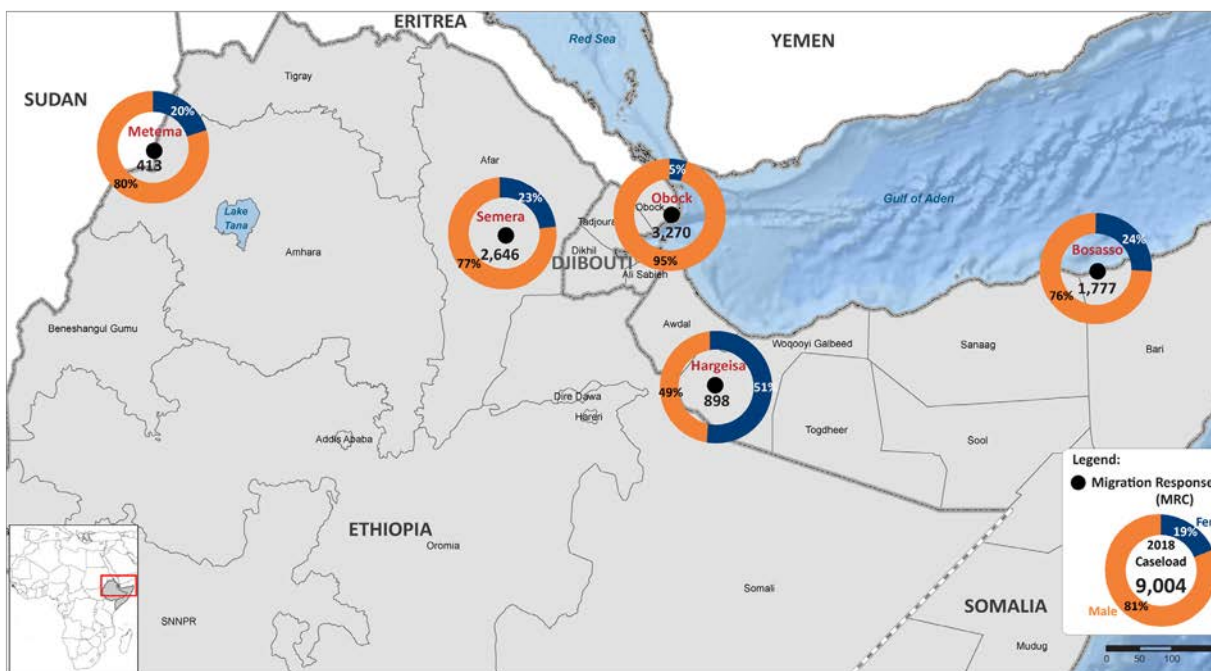 ERITREA
Red Sea
YEMEN
Tigray
SUDAN
20%
Metema
413
80%
Afar
5%
Obock
Obock
3,270
95%
23%
Semera
2,646
77%
Tadjoura
Dikhil
DJIBOUTI
Ali Sabieh
Gulf of Aden
Lake
Tana
Amhara
24%
Bosasso
1,777
76%
Beneshangul Gumu
Awdal
Woqooyi Galbeed
Sanaag
Bari
Hargeisa
49%
51%
898
Dire Dawa
Hareri
Addis Ababa
Togdheer
Sool
ETHIOPIA
Oromia
Somali
SNNPR
SOMALIA
Mudug
Legend:
Migration Response
(MRC)
Fe
19%
2018
Caseload
9,004
Male
81%
0 50 100